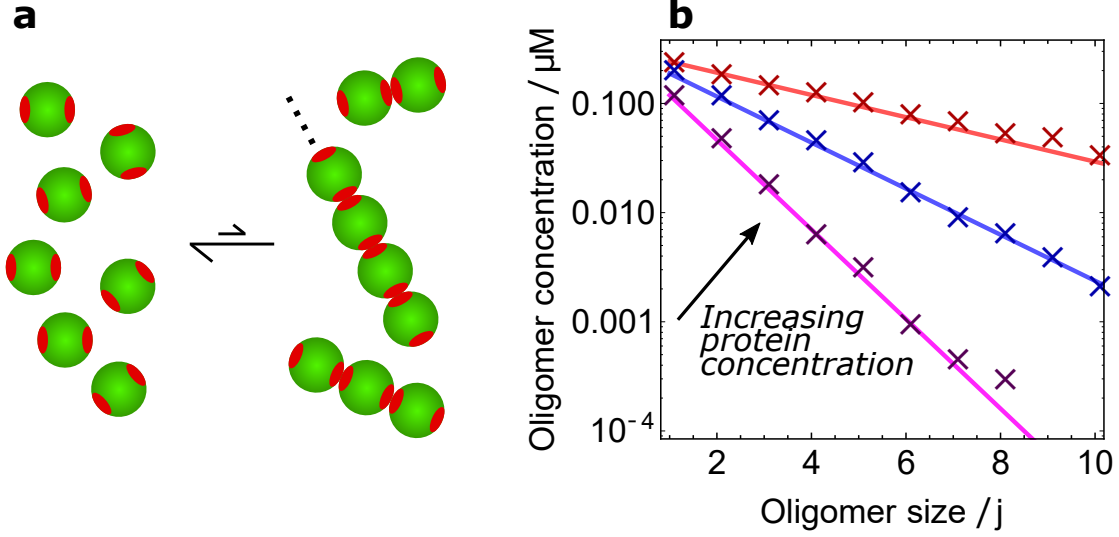 a
b
Oligomer concentration / μM
0.100
0.010
0.001
10⁻⁴
Increasing
protein
concentration
2
4
6
8
10
Oligomer size / j